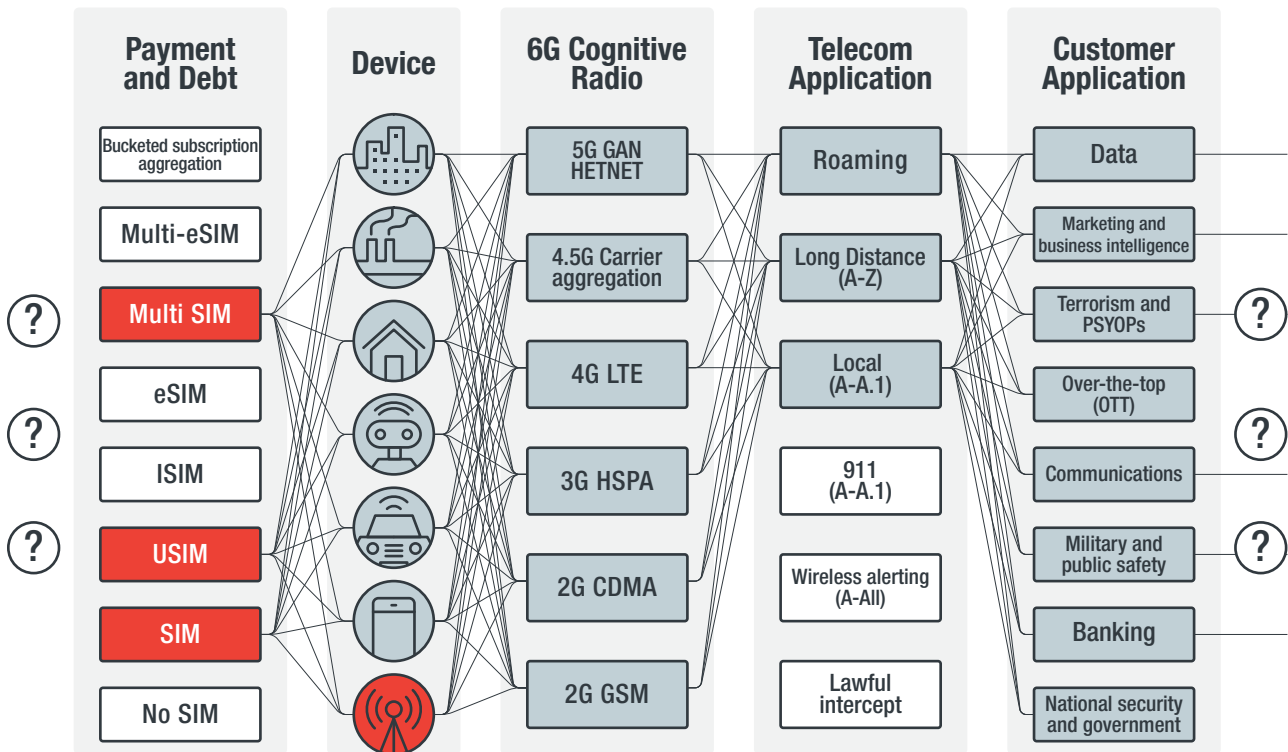 Payment
and Debt
Device
6G Cognitive
Radio
Telecom
Application
Customer
Application
Bucketed subscription
aggregation
Multi-eSIM
Multi SIM
eSIM
ISIM
USIM
SIM
No SIM
?
?
?
5G GAN
HETNET
4.5G Carrier
aggregation
4G LTE
3G HSPA
2G CDMA
2G GSM
Roaming
Long Distance
(A-Z)
Local
(A-A.1)
911
(A-A.1)
Wireless alerting
(A-All)
Lawful
intercept
Data
Marketing and
business intelligence
Terrorism and
PSYOPs
Over-the-top
(OTT)
Communications
Military and
public safety
Banking
National security
and government
?
?
?